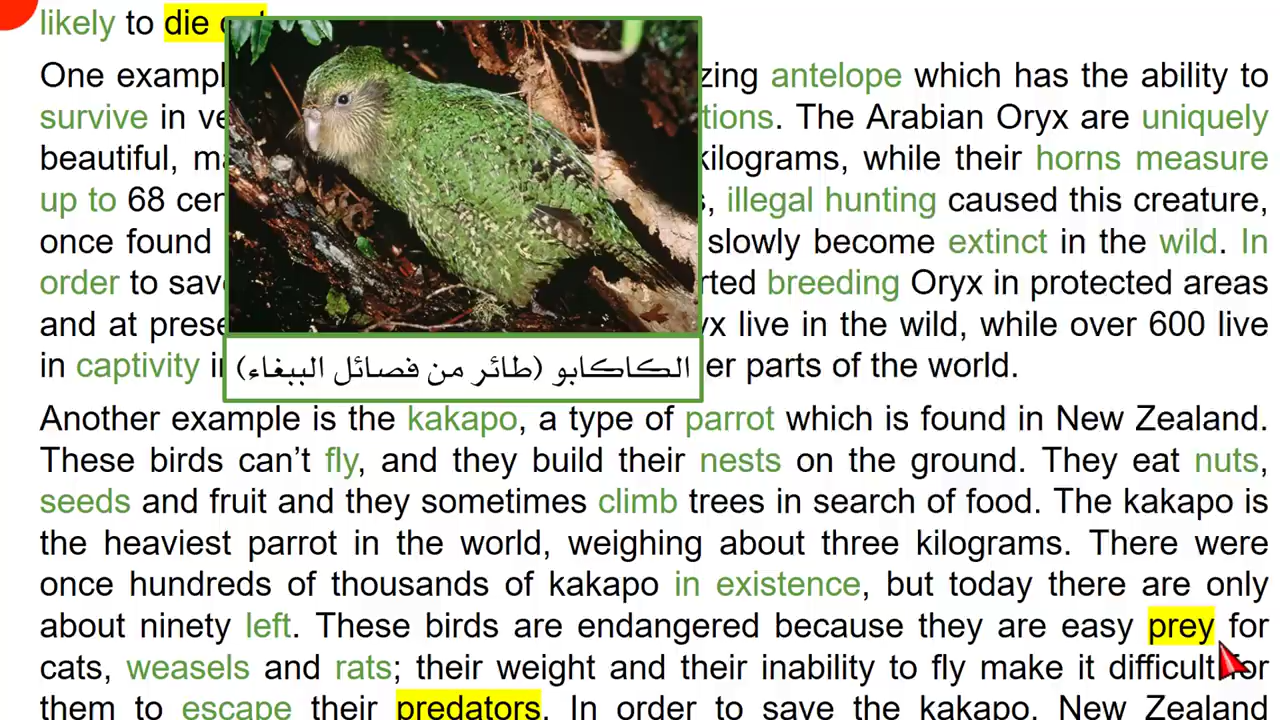 likely to die
One zing antelope which has the ability to
survive in tions. The Arabian Oryx are uniquely
beautiful, kilograms, while their horns measure
up to 68 illegal hunting caused this creature,
once found slowly become extinct in the wild. In
order to breeding Oryx in protected areas
and at live in the wild, while over 600 live
in captivity parts of the world.
الكاكابو (طائر من فصائل الببغاء)
Another example is the kakapo, a type of parrot which is found in New Zealand.
These birds can’t fly, and they build their nests on the ground. They eat nuts,
seeds and fruit and they sometimes climb trees in search of food. The kakapo is
the heaviest parrot in the world, weighing about three kilograms. There were
once hundreds of thousands of kakapo in existence, but today there are only
about ninety left. These birds are endangered because they are easy prey for
cats, weasels and rats; their weight and their inability to fly make it difficult for
them to escape their predators. In order to save the kakapo, New Zealand